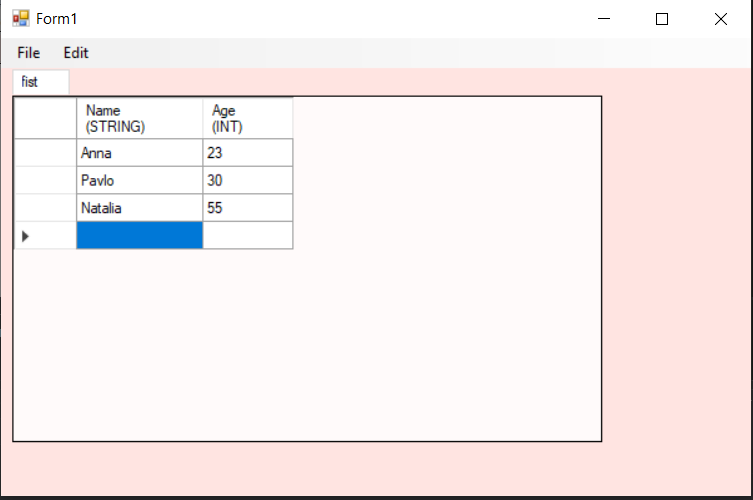 Form1
File Edit
fist
Name Age
(STRING) (INT)
Anna 23
Pavlo 30
Natalia 55